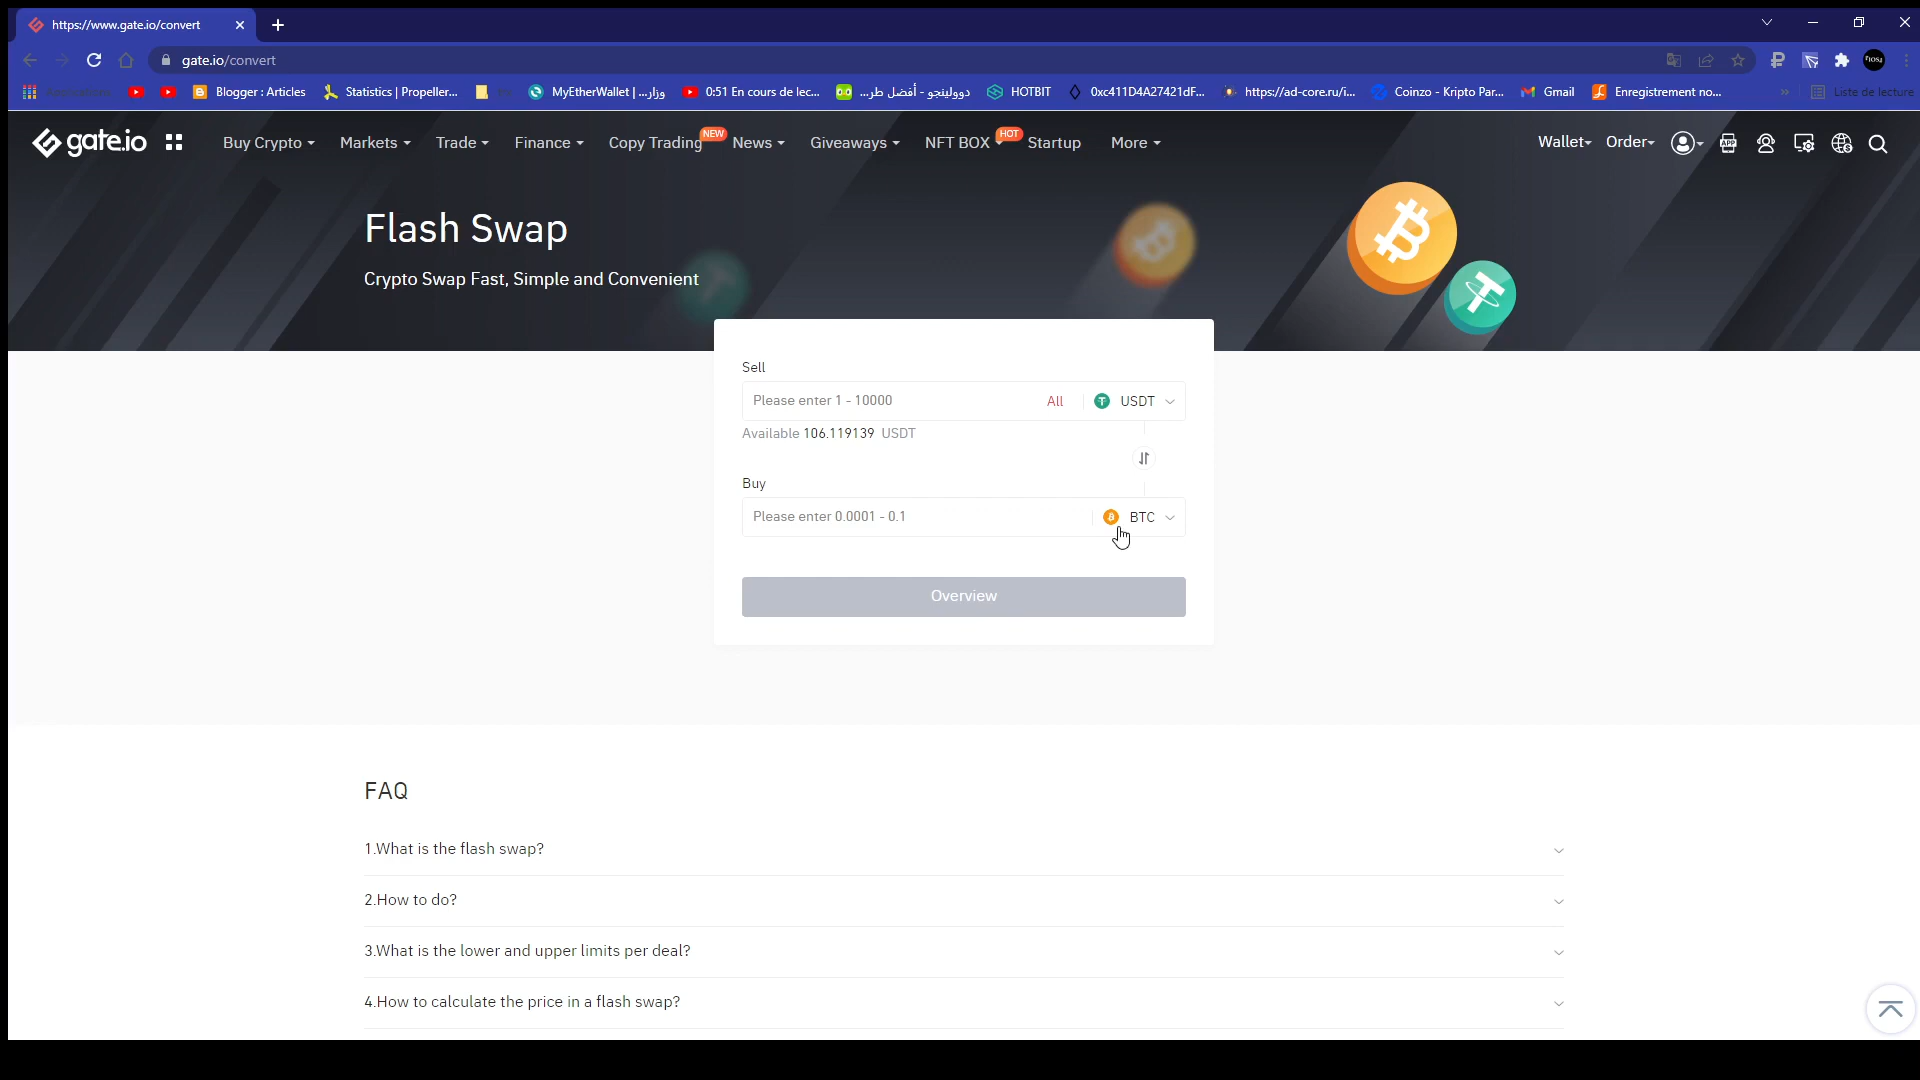 https://www.gate.io/convert
gate.io/convert
Blogger : Articles
Statistics | Propeller...
MyEtherWallet | ...وزار
0:51 En cours de lec...
دوولينجو - أفضل طر...
HOTBIT
0xc411D4A27421dF...
https://ad-core.ru/i...
Coinzo - Kripto Par...
Gmail
Enregistrement no...
»
Liste de lecture
gate.io
Buy Crypto
Markets
Trade
Finance
Copy Trading
NEW
News
Giveaways
NFT BOX
HOT
Startup
More
Wallet
Order
APP
Flash Swap
Crypto Swap Fast, Simple and Convenient
Sell
Please enter 1 - 10000 All USDT
Available 106.119139 USDT
Buy
Please enter 0.0001 - 0.1 BTC
Overview
FAQ
1.What is the flash swap?
2.How to do?
3.What is the lower and upper limits per deal?
4.How to calculate the price in a flash swap?